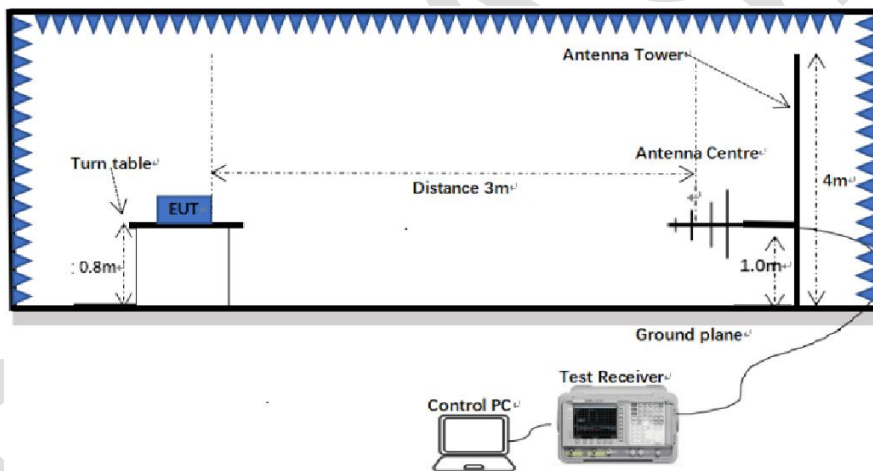 Antenna Tower
Turn table
Antenna Centre
Distance 3m
4m
EUT
0.8m
1.0m
Ground plane
Test Receiver
Control PC